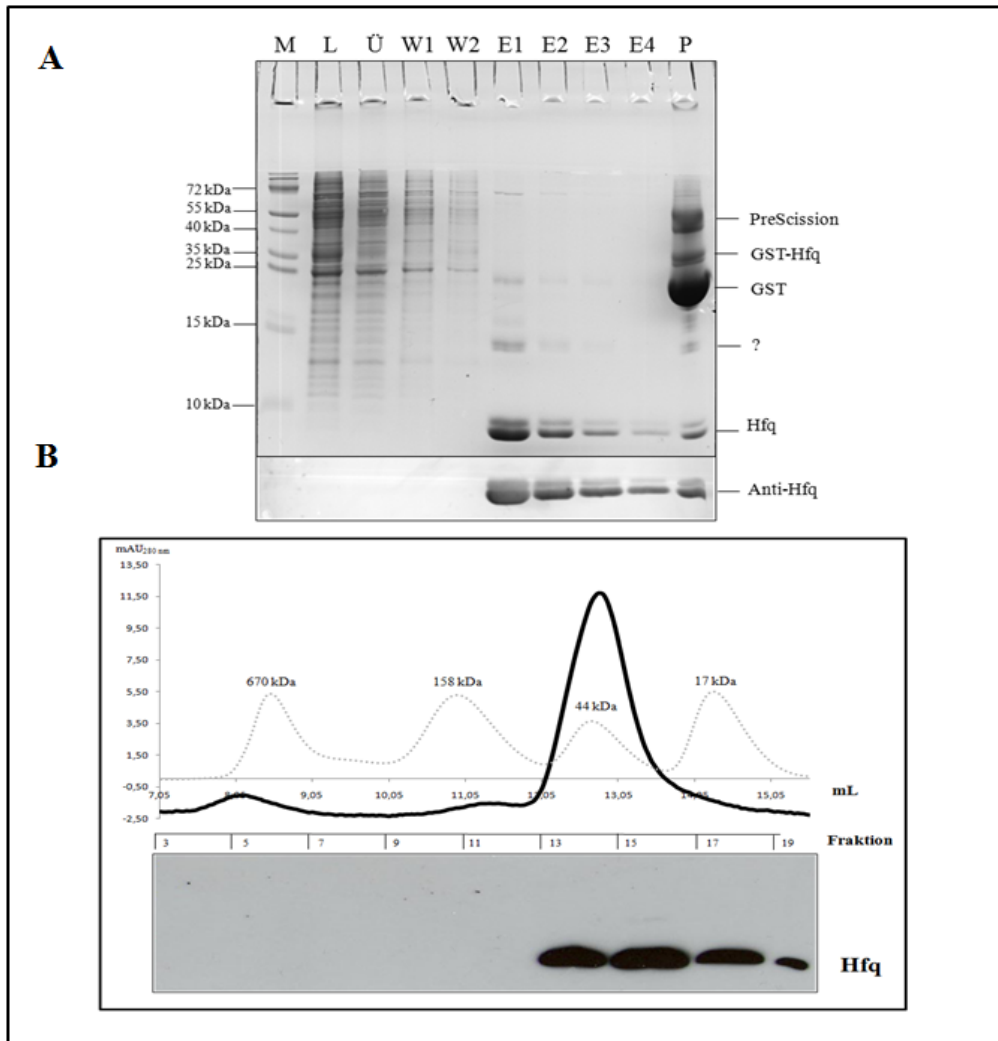 A
M L Ü W1 W2 E1 E2 E3 E4 P
72 kDa
55 kDa
40 kDa
35 kDa
25 kDa
15 kDa
10 kDa
PreScission
GST-Hfq
GST
?
Hfq
Anti-Hfq
B
mAU280 nm
13,50
11,50
9,50
7,50
5,50
3,50
1,50
-0,50
-2,50
670 kDa
158 kDa
44 kDa
17 kDa
7,05 8,05 9,05 10,05 11,05 12,05 13,05 14,05 15,05
mL
3 5 7 9 11 13 15 17 19
Fraktion
Hfq